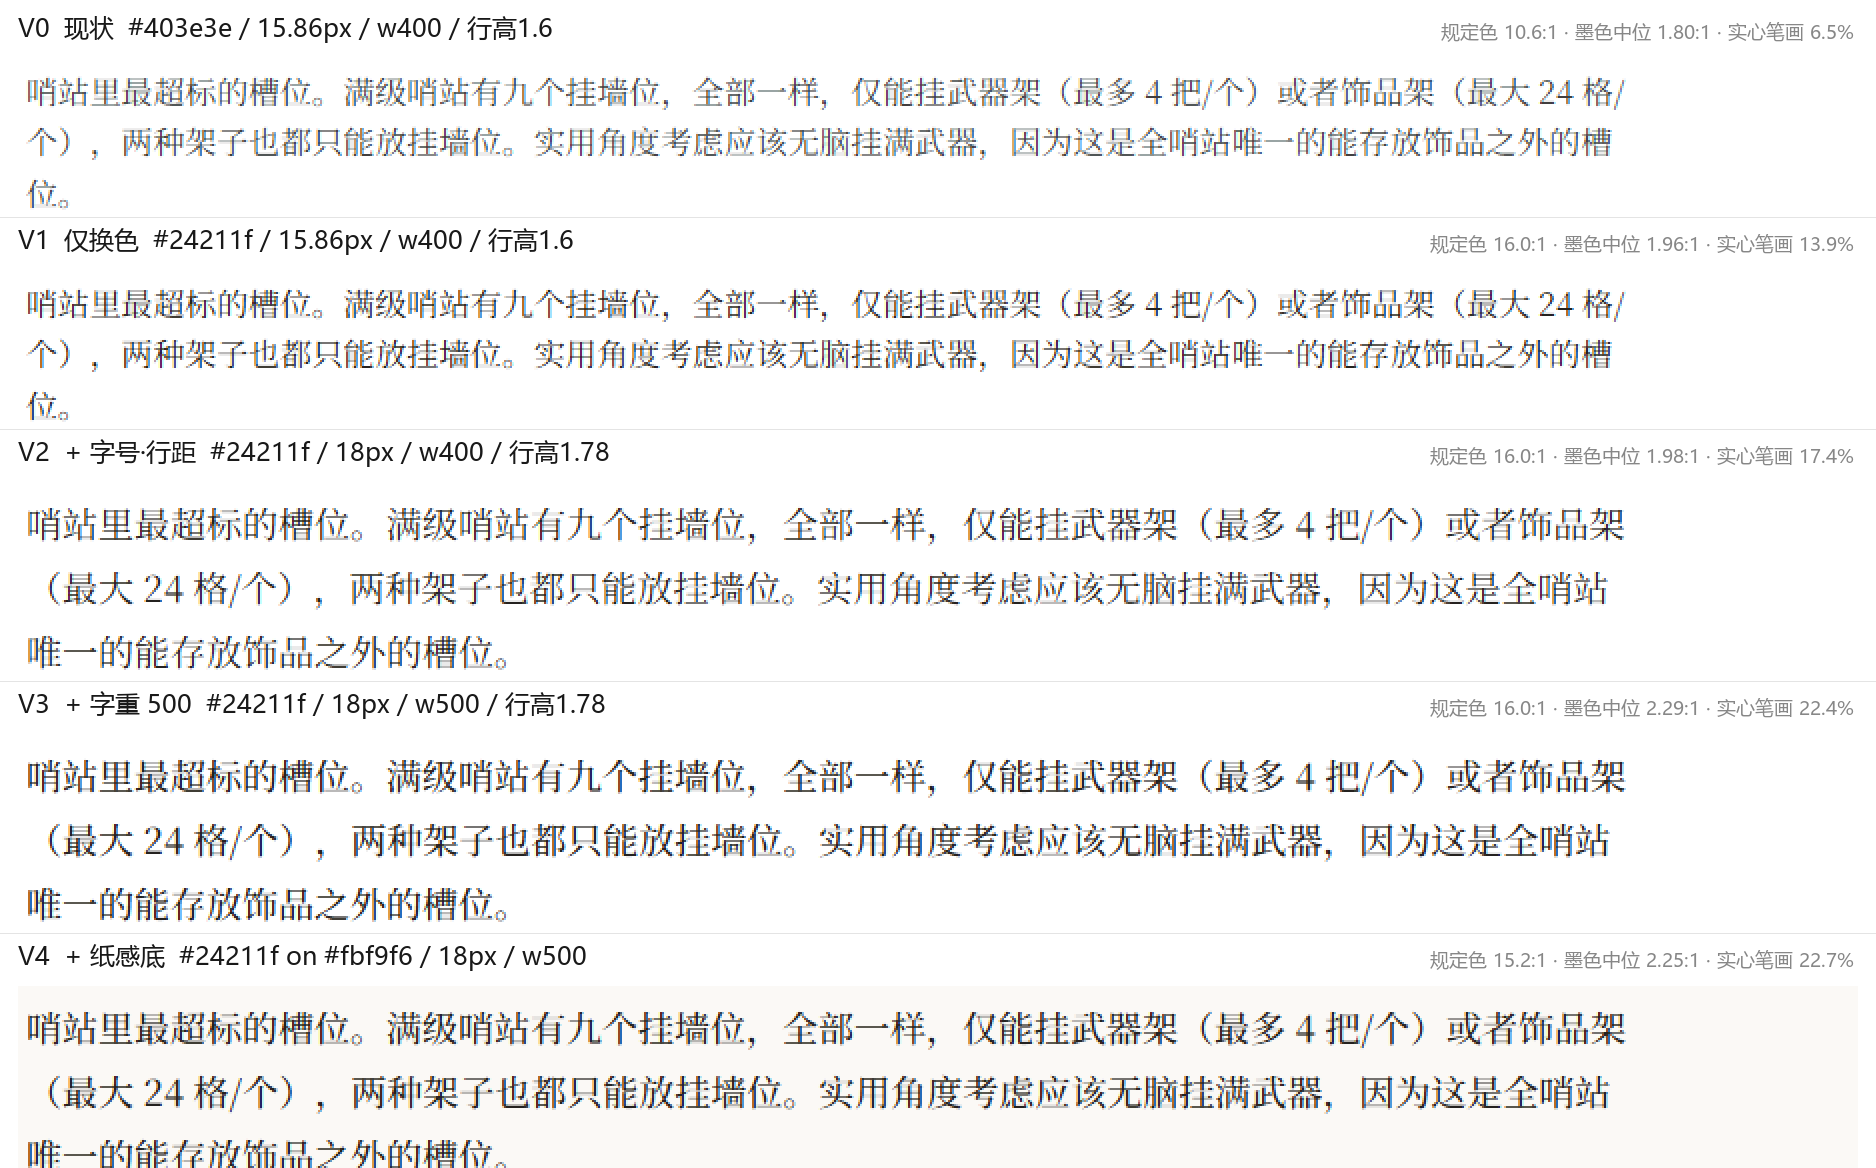 V0 现状 #403e3e / 15.86px / w400 / 行高1.6
规定色 10.6:1 · 墨色中位 1.80:1 · 实心笔画 6.5%
哨站里最超标的槽位。满级哨站有九个挂墙位，全部一样，仅能挂武器架（最多 4 把/个）或者饰品架（最大 24 格/
个），两种架子也都只能放挂墙位。实用角度考虑应该无脑挂满武器，因为这是全哨站唯一的能存放饰品之外的槽
位。
V1 仅换色 #24211f / 15.86px / w400 / 行高1.6
规定色 16.0:1 · 墨色中位 1.96:1 · 实心笔画 13.9%
哨站里最超标的槽位。满级哨站有九个挂墙位，全部一样，仅能挂武器架（最多 4 把/个）或者饰品架（最大 24 格/
个），两种架子也都只能放挂墙位。实用角度考虑应该无脑挂满武器，因为这是全哨站唯一的能存放饰品之外的槽
位。
V2 + 字号·行距 #24211f / 18px / w400 / 行高1.78
规定色 16.0:1 · 墨色中位 1.98:1 · 实心笔画 17.4%
哨站里最超标的槽位。满级哨站有九个挂墙位，全部一样，仅能挂武器架（最多 4 把/个）或者饰品架
（最大 24 格/个），两种架子也都只能放挂墙位。实用角度考虑应该无脑挂满武器，因为这是全哨站
唯一的能存放饰品之外的槽位。
V3 + 字重 500 #24211f / 18px / w500 / 行高1.78
规定色 16.0:1 · 墨色中位 2.29:1 · 实心笔画 22.4%
哨站里最超标的槽位。满级哨站有九个挂墙位，全部一样，仅能挂武器架（最多 4 把/个）或者饰品架
（最大 24 格/个），两种架子也都只能放挂墙位。实用角度考虑应该无脑挂满武器，因为这是全哨站
唯一的能存放饰品之外的槽位。
V4 + 纸感底 #24211f on #fbf9f6 / 18px / w500
规定色 15.2:1 · 墨色中位 2.25:1 · 实心笔画 22.7%
哨站里最超标的槽位。满级哨站有九个挂墙位，全部一样，仅能挂武器架（最多 4 把/个）或者饰品架
（最大 24 格/个），两种架子也都只能放挂墙位。实用角度考虑应该无脑挂满武器，因为这是全哨站
唯一的能存放饰品之外的槽位。